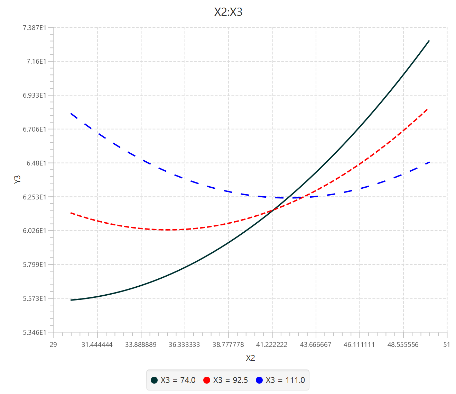 X2:X3
7.387E1
7.16E1
6.933E1
6.706E1
6.48E1
6.253E1
6.026E1
5.799E1
5.573E1
5.346E1
Y3
29 31.444444 33.888889 36.333333 38.777778 41.222222 43.666667 46.111111 48.555556 51
X2
X3 = 74.0 X3 = 92.5 X3 = 111.0